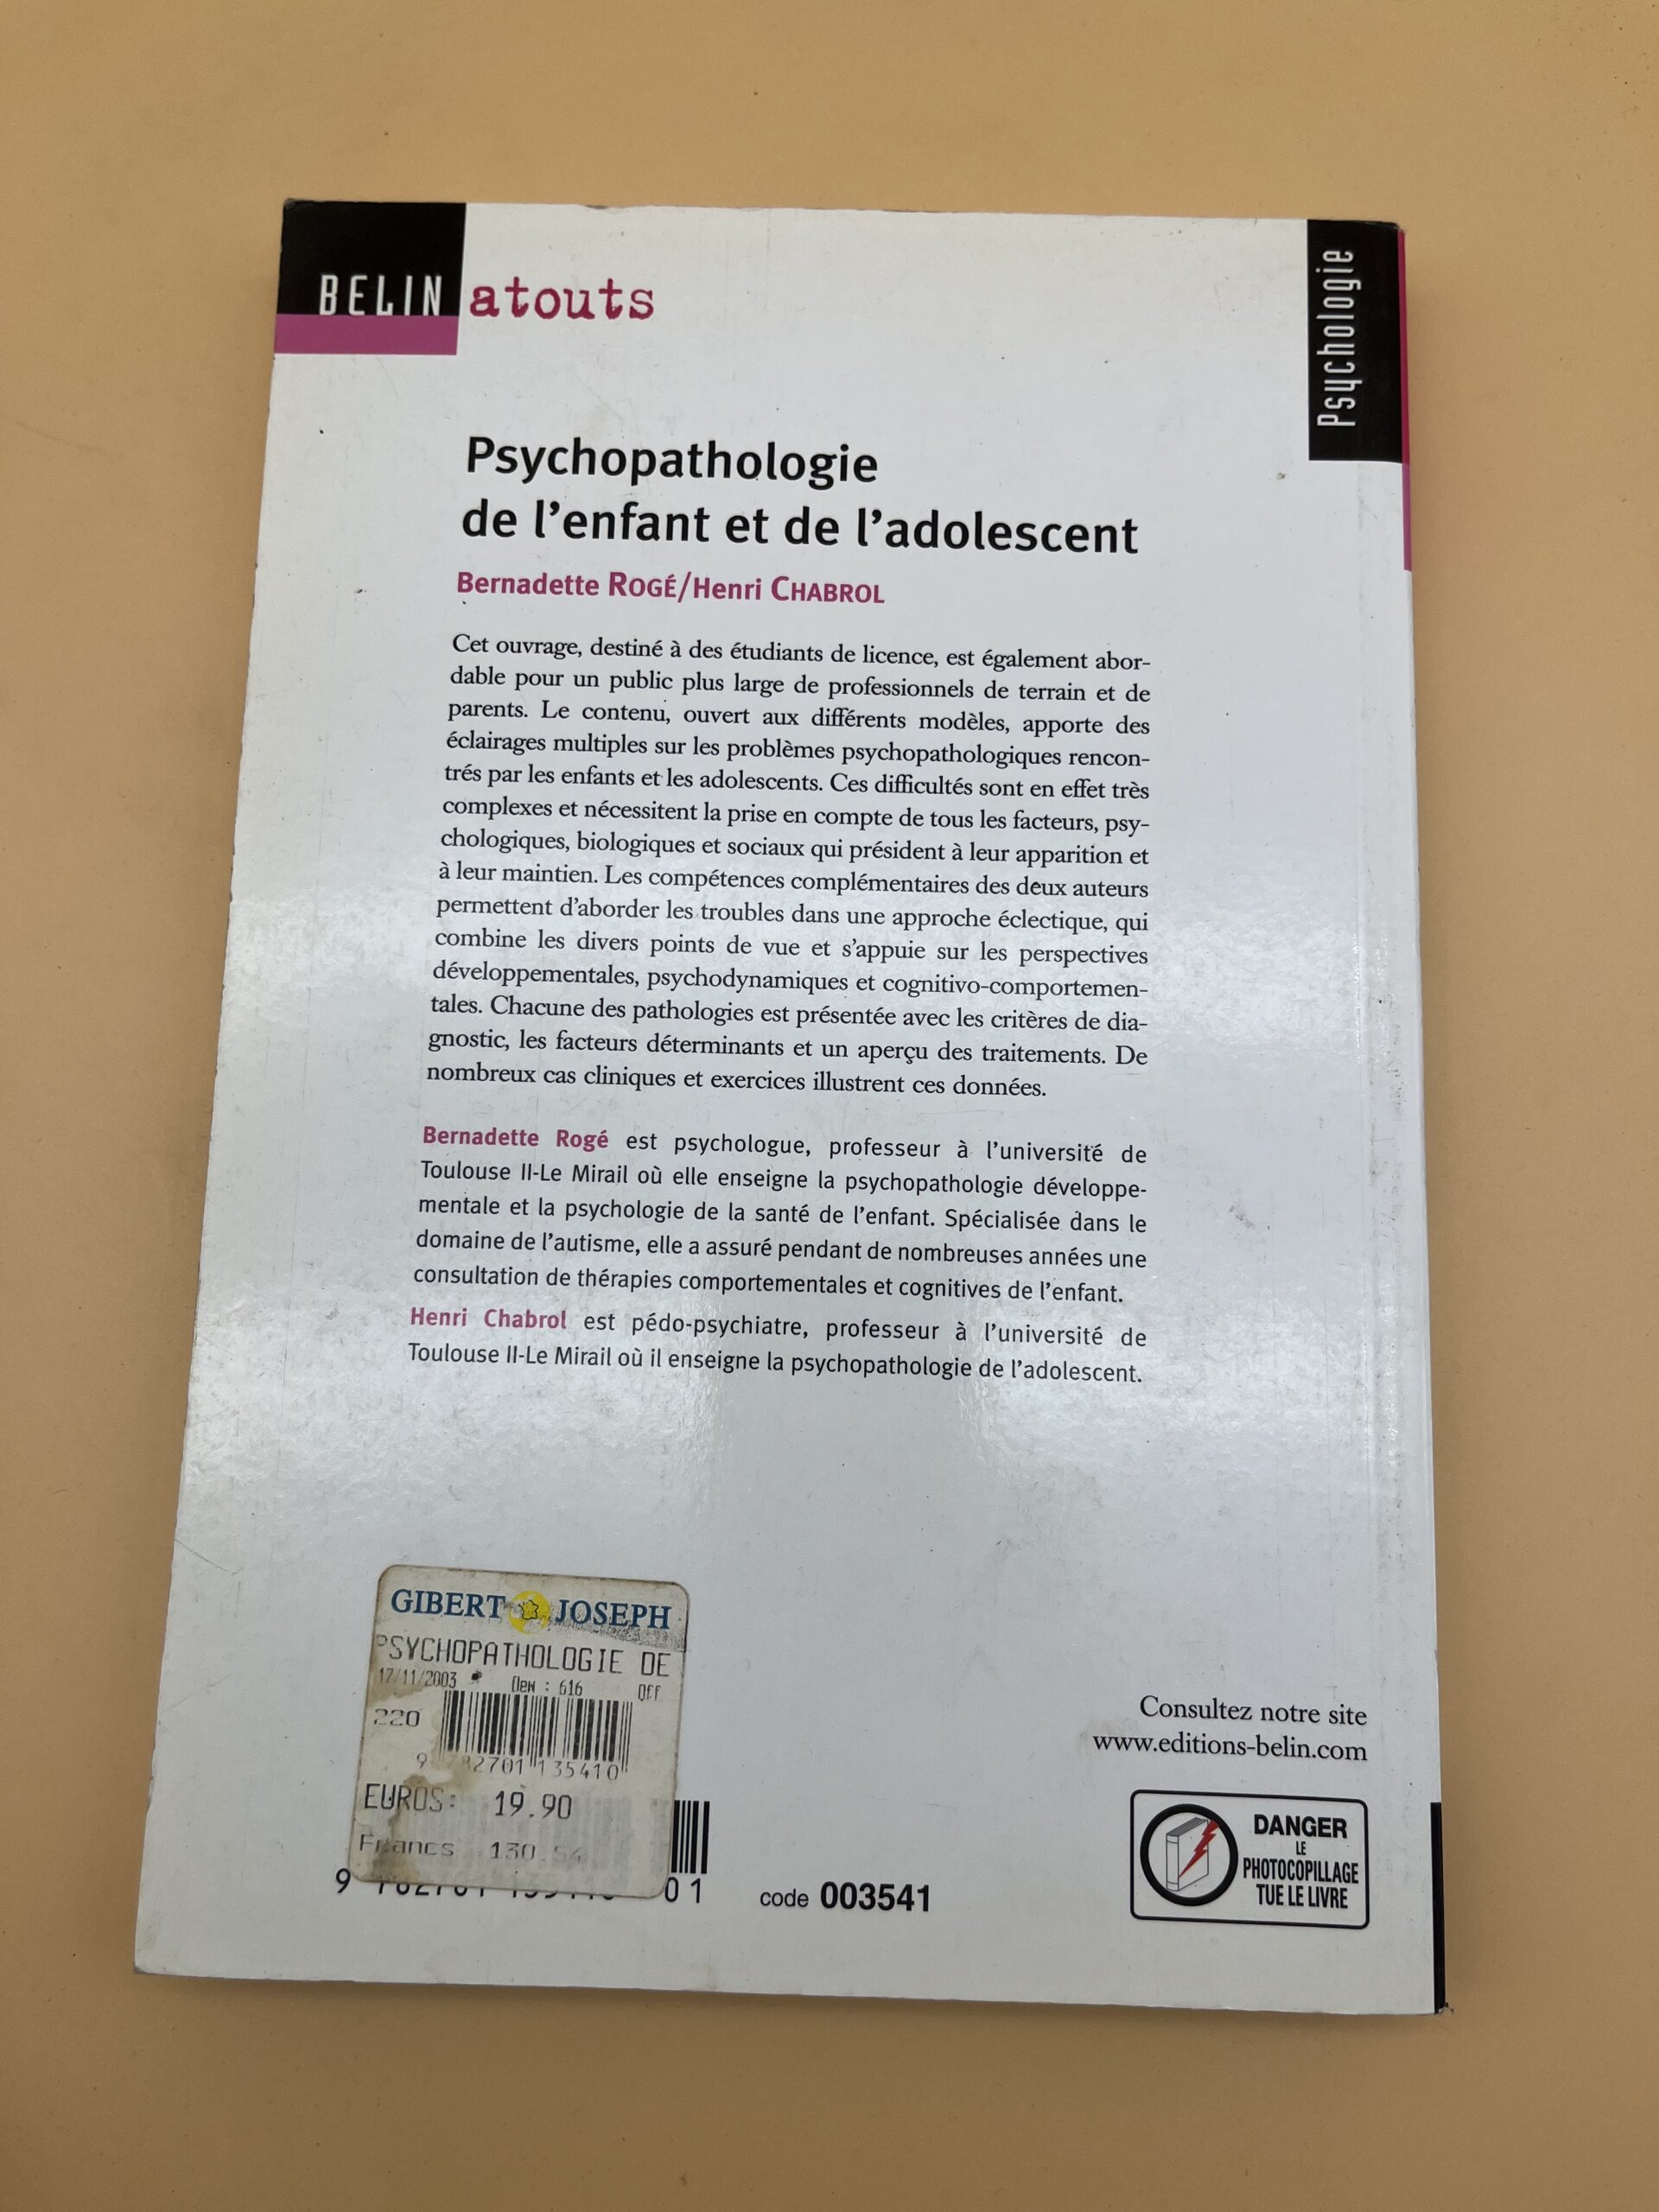 BELIN atouts
Psychologie
Psychopathologie
de l'enfant et de l'adolescent
Bernadette ROGÉ/Henri CHABROL
Cet ouvrage, destiné à des étudiants de licence, est également abor-
dable pour un public plus large de professionnels de terrain et de
parents. Le contenu, ouvert aux différents modèles, apporte des
éclairages multiples sur les problèmes psychopathologiques rencon-
trés par les enfants et les adolescents. Ces difficultés sont en effet très
complexes et nécessitent la prise en compte de tous les facteurs, psy-
chologiques, biologiques et sociaux qui président à leur apparition et
à leur maintien. Les compétences complémentaires des deux auteurs
permettent d'aborder les troubles dans une approche éclectique, qui
combine les divers points de vue et s'appuie sur les perspectives
développementales, psychodynamiques et cognitivo-comportemen-
tales. Chacune des pathologies est présentée avec les critères de dia-
gnostic, les facteurs déterminants et un aperçu des traitements. De
nombreux cas cliniques et exercices illustrent ces données.
Bernadette Rogé est psychologue, professeur à l'université de
Toulouse II-Le Mirail où elle enseigne la psychopathologie développe-
mentale et la psychologie de la santé de l'enfant. Spécialisée dans le
domaine de l'autisme, elle a assuré pendant de nombreuses années une
consultation de thérapies comportementales et cognitives de l'enfant.
Henri Chabrol est pédo-psychiatre, professeur à l'université de
Toulouse II-Le Mirail où il enseigne la psychopathologie de l'adolescent.
GIBERT JOSEPH
PSYCHOPATHOLOGIE DE
17/11/2003 * Dew : 616 Off
220
9 82701 135410
EUROS: 19.90
Francs 130.54
9 01
code 003541
Consultez notre site
www.editions-belin.com
DANGER
LE
PHOTOCOPILLAGE
TUE LE LIVRE